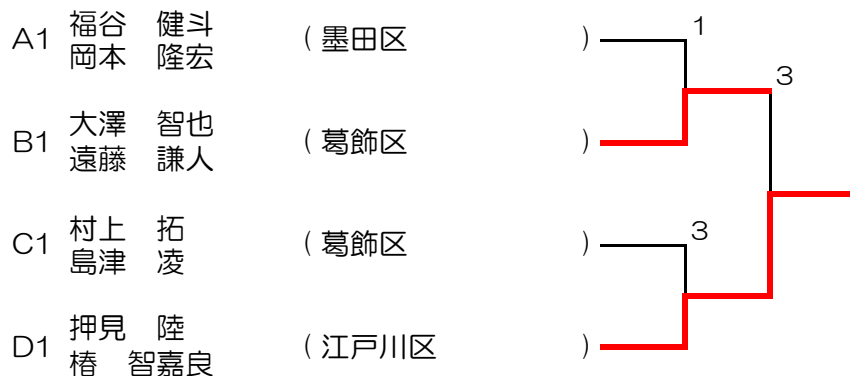 A1 福谷 健斗 (墨田区 ) 1
岡本 隆宏
3
B1 大澤 智也 (葛飾区 )
遠藤 謙人
C1 村上 拓 (葛飾区 ) 3
島津 凌
D1 押見 陸 (江戸川区 )
椿 智嘉良